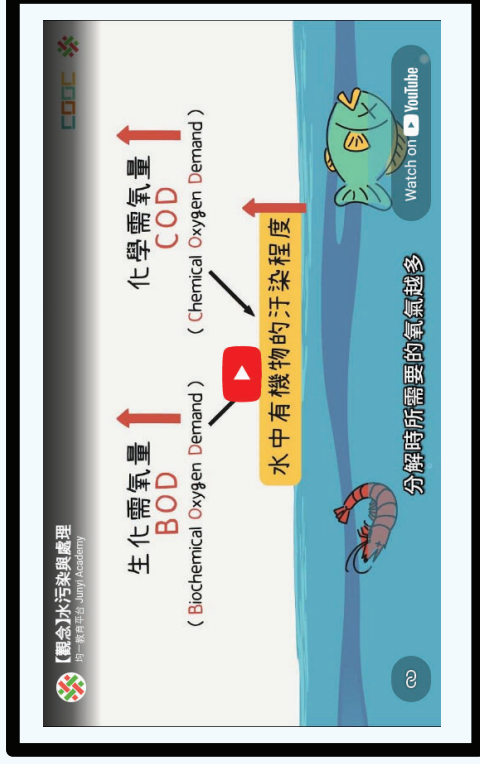 【觀念】水污染與處理
均一教育平台 Junyi Academy
COOC
生化需氧量
BOD
( Biochemical Oxygen Demand )
化學需氧量
COD
( Chemical Oxygen Demand )
水中有機物的汙染程度
分解時所需要的氧氣越多
Watch on YouTube